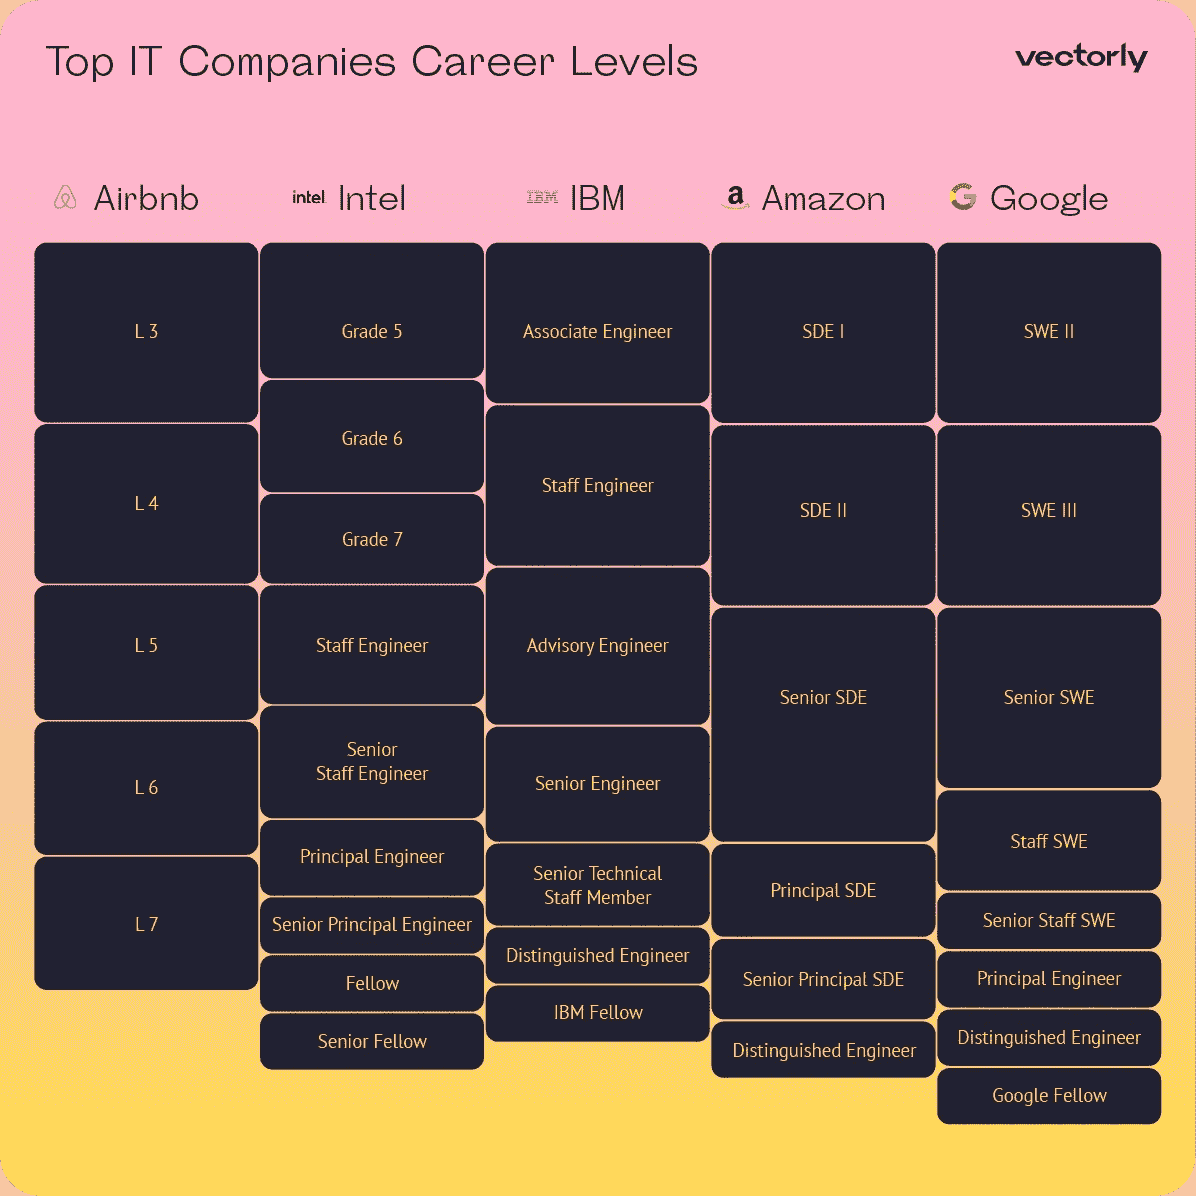 Top IT Companies Career Levels
vectorly
Airbnb
intel Intel
IBM IBM
a Amazon
G Google
L 3
L 4
L 5
L 6
L 7
Grade 5
Grade 6
Grade 7
Staff Engineer
Senior
Staff Engineer
Principal Engineer
Senior Principal Engineer
Fellow
Senior Fellow
Associate Engineer
Staff Engineer
Advisory Engineer
Senior Engineer
Senior Technical
Staff Member
Distinguished Engineer
IBM Fellow
SDE I
SDE II
Senior SDE
Principal SDE
Senior Principal SDE
Distinguished Engineer
SWE II
SWE III
Senior SWE
Staff SWE
Senior Staff SWE
Principal Engineer
Distinguished Engineer
Google Fellow